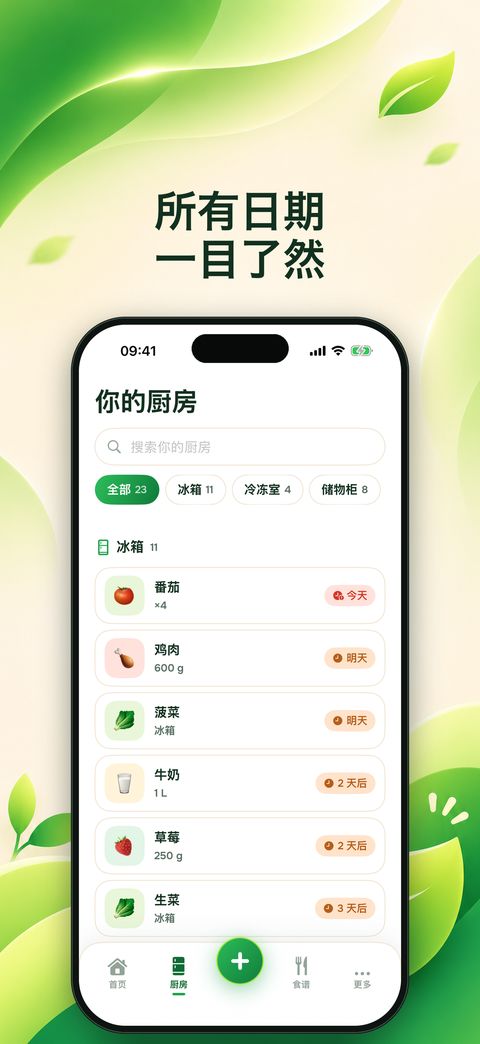 所有日期
一目了然
09:41
你的厨房
搜索你的厨房
全部 23
冰箱 11
冷冻室 4
储物柜 8
冰箱 11
番茄
×4
今天
鸡肉
600 g
明天
菠菜
冰箱
明天
牛奶
1 L
2 天后
草莓
250 g
2 天后
生菜
冰箱
3 天后
首页
厨房
食谱
更多